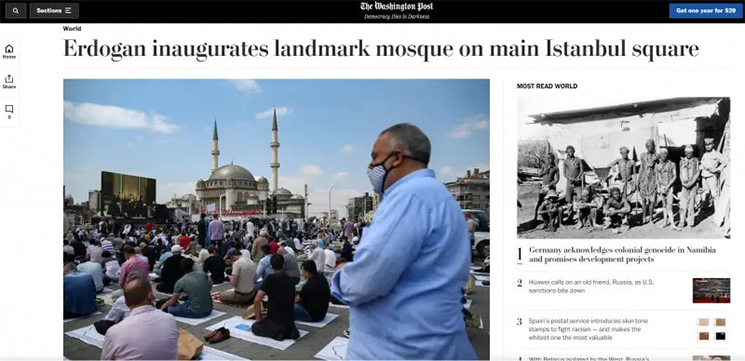 Sections
The Washington Post
Democracy Dies in Darkness
Get one year for $29
World
Erdogan inaugurates landmark mosque on main Istanbul square
Home
Share
0
MOST READ WORLD
1
Germany acknowledges colonial genocide in Namibia
and promises development projects
2
Huawei calls on an old friend, Russia, as U.S.
sanctions bite down
3
Spain's postal service introduces skin-tone
stamps to fight racism — and makes the
whitest one the most valuable
4
With Belarus isolated by the West, Russia's